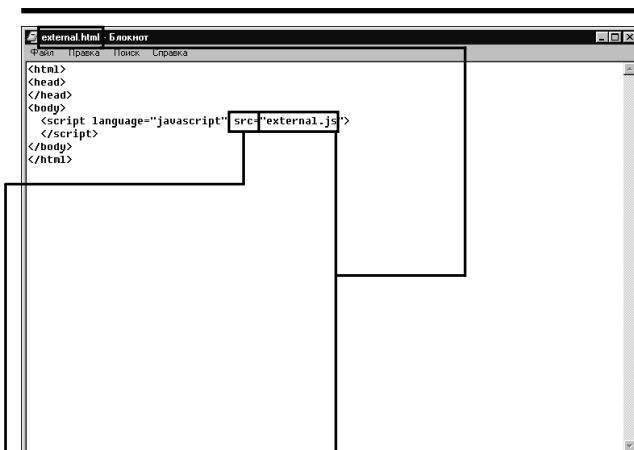 external.html - Блокнот
Файл Правка Поиск Справка
<html>
<head>
</head>
<body>
<script language="javascript" src="external.js">
</script>
</body>
</html>